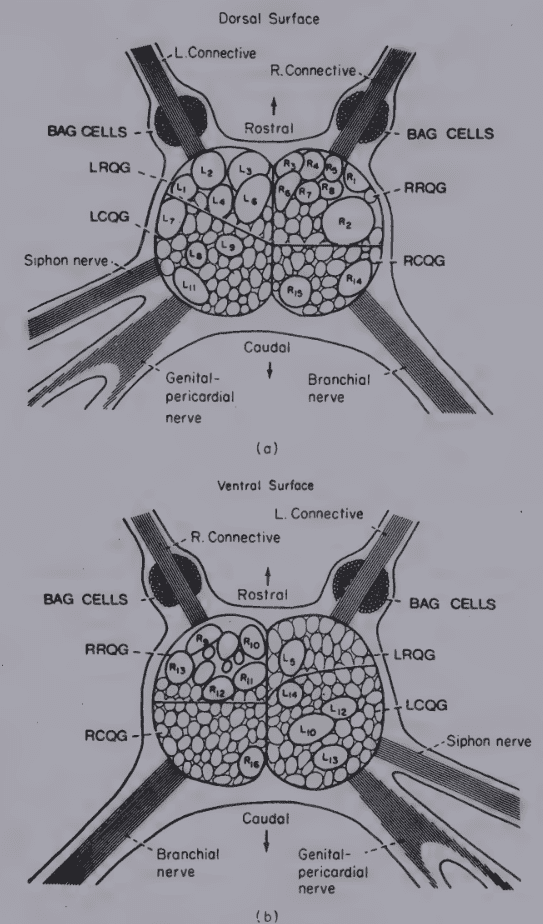 Dorsal Surface
L. Connective
R. Connective
Rostral
BAG CELLS
BAG CELLS
LRQG
L2
L3
R3
R4
R5
R1
L1
L4
L6
R6
R7
R8
RRQG
L7
R2
LCQG
L9
L8
Siphon nerve
RCQG
L11
R15
R14
Caudal
Genital-
pericardial
nerve
Branchial
nerve
(a)
Ventral Surface
L. Connective
R. Connective
Rostral
BAG CELLS
BAG CELLS
R9
R10
RRQG
L5
LRQG
R13
R11
R12
L14
LCQG
L12
RCQG
L10
Siphon nerve
R16
L13
Caudal
Branchial
nerve
Genital-
pericardial
nerve
(b)